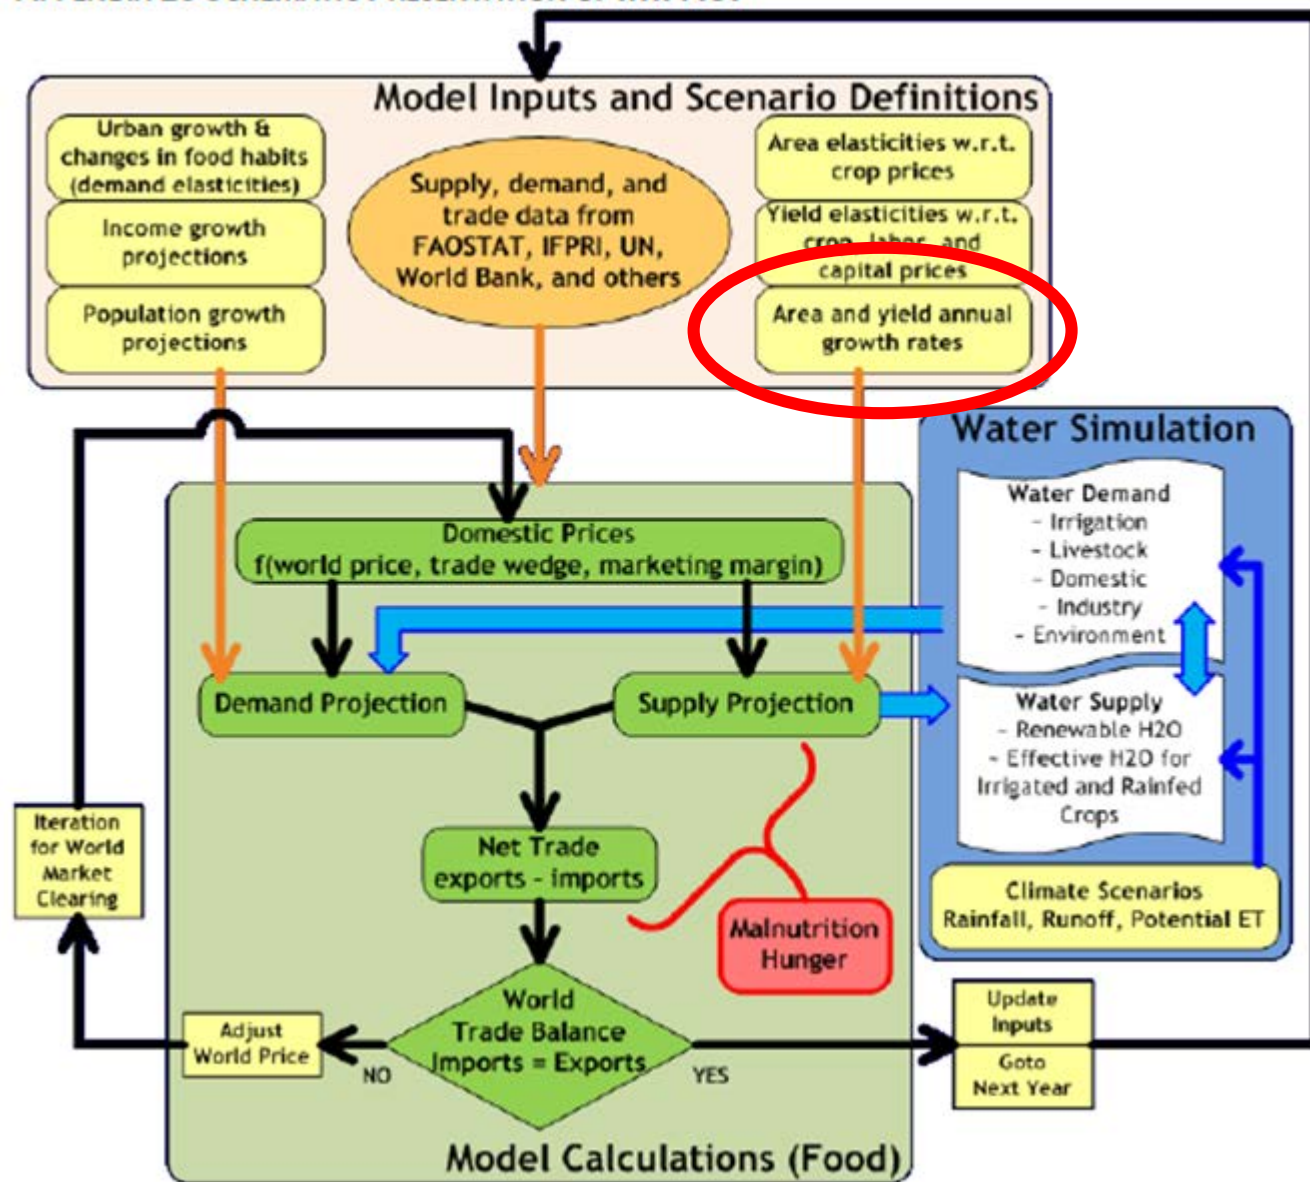 Model Inputs and Scenario Definitions
Urban growth &
changes in food habits
(demand elasticities)
Income growth
projections
Population growth
projections
Supply, demand, and
trade data from
FAOSTAT, IFPRI, UN,
World Bank, and others
Area elasticities w.r.t.
crop prices
Yield elasticities w.r.t.
crop, labor, and
capital prices
Area and yield annual
growth rates
Water Simulation
Water Demand
- Irrigation
- Livestock
- Domestic
- Industry
- Environment
Water Supply
- Renewable H2O
- Effective H2O for
Irrigated and Rainfed
Crops
Climate Scenarios
Rainfall, Runoff, Potential ET
Domestic Prices
f(world price, trade wedge, marketing margin)
Demand Projection
Supply Projection
Net Trade
exports - imports
Malnutrition
Hunger
World
Trade Balance
Imports = Exports
NO
YES
Adjust
World Price
Iteration
for World
Market
Clearing
Update
Inputs
Goto
Next Year
Model Calculations (Food)